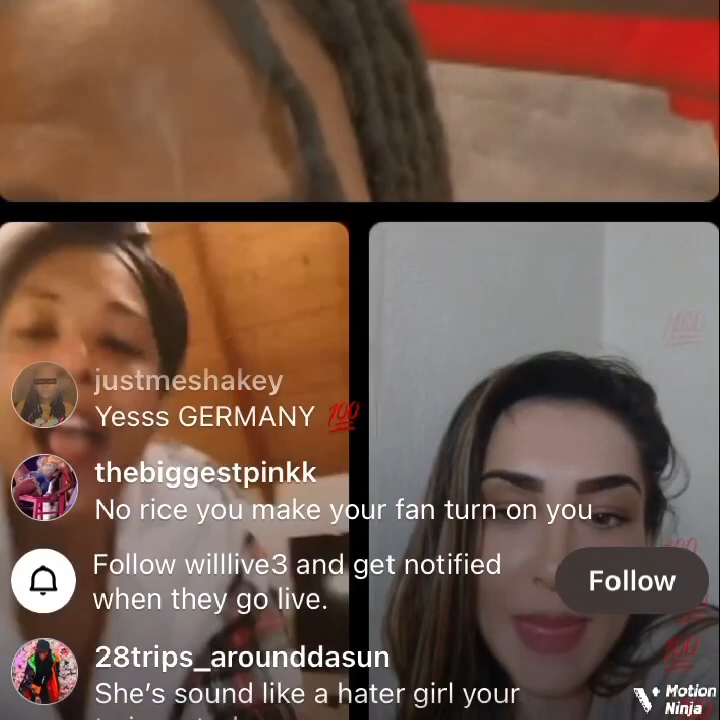 justmeshakey
Yesss GERMANY 💯
thebiggestpinkk
No rice you make your fan turn on you
Follow willlive3 and get notified
when they go live.
Follow
28trips_arounddasun
She's sound like a hater girl your
Motion
Ninja